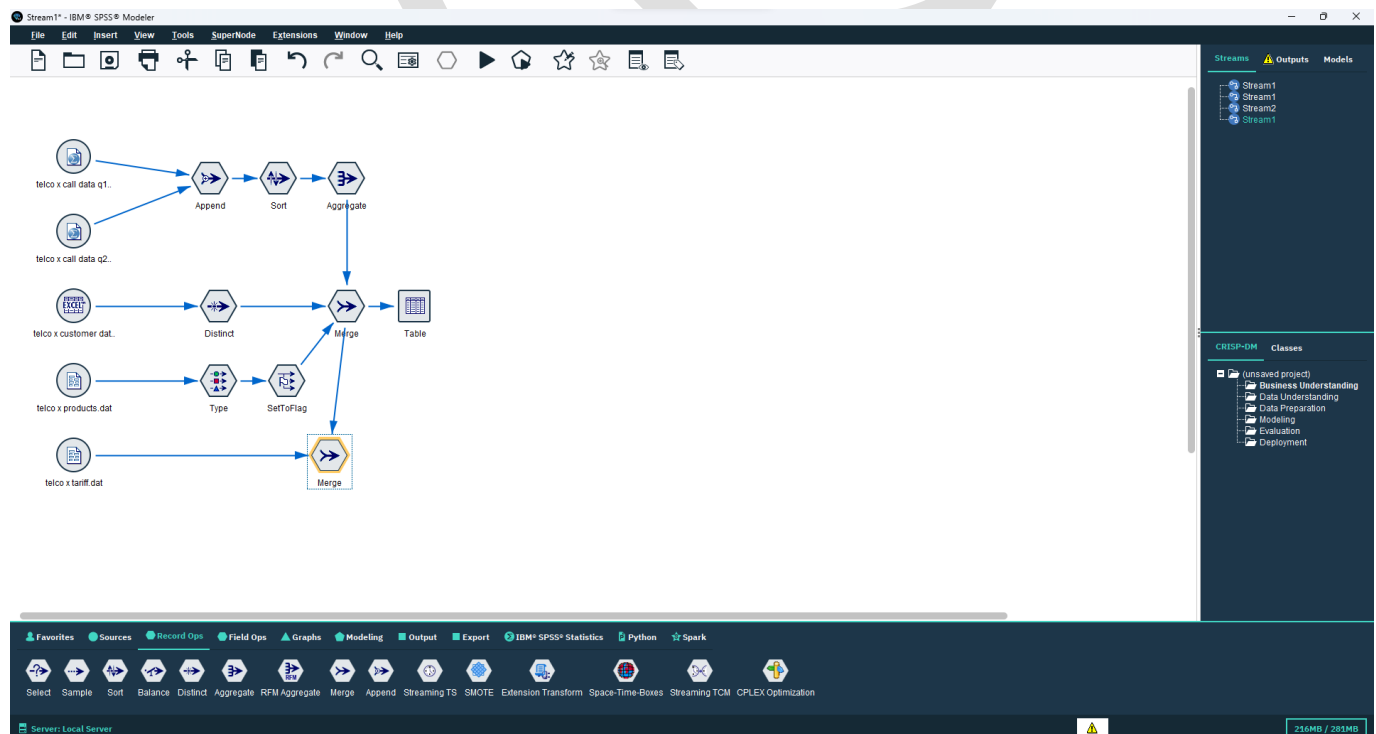 Stream1* - IBM® SPSS® Modeler
File Edit Insert View Tools SuperNode Extensions Window Help
Streams Outputs Models
Stream1
Stream1
Stream2
Stream1
telco x call data q1..
Append
Sort
Aggregate
telco x call data q2..
EXCEL
telco x customer dat..
Distinct
Merge
Table
telco x products.dat
Type
SetToFlag
telco x tariff.dat
Merge
CRISP-DM Classes
(unsaved project)
Business Understanding
Data Understanding
Data Preparation
Modeling
Evaluation
Deployment
Favorites Sources Record Ops Field Ops Graphs Modeling Output Export IBM® SPSS® Statistics Python Spark
RFM
Select Sample Sort Balance Distinct Aggregate RFM Aggregate Merge Append Streaming TS SMOTE Extension Transform Space-Time-Boxes Streaming TCM CPLEX Optimization
Server: Local Server
216MB / 281MB